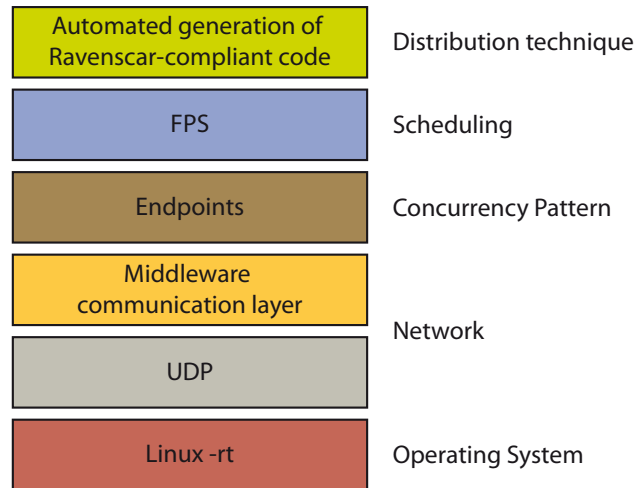 Automated generation of
Ravenscar-compliant code
Distribution technique
FPS
Scheduling
Endpoints
Concurrency Pattern
Middleware
communication layer
Network
UDP
Linux -rt
Operating System